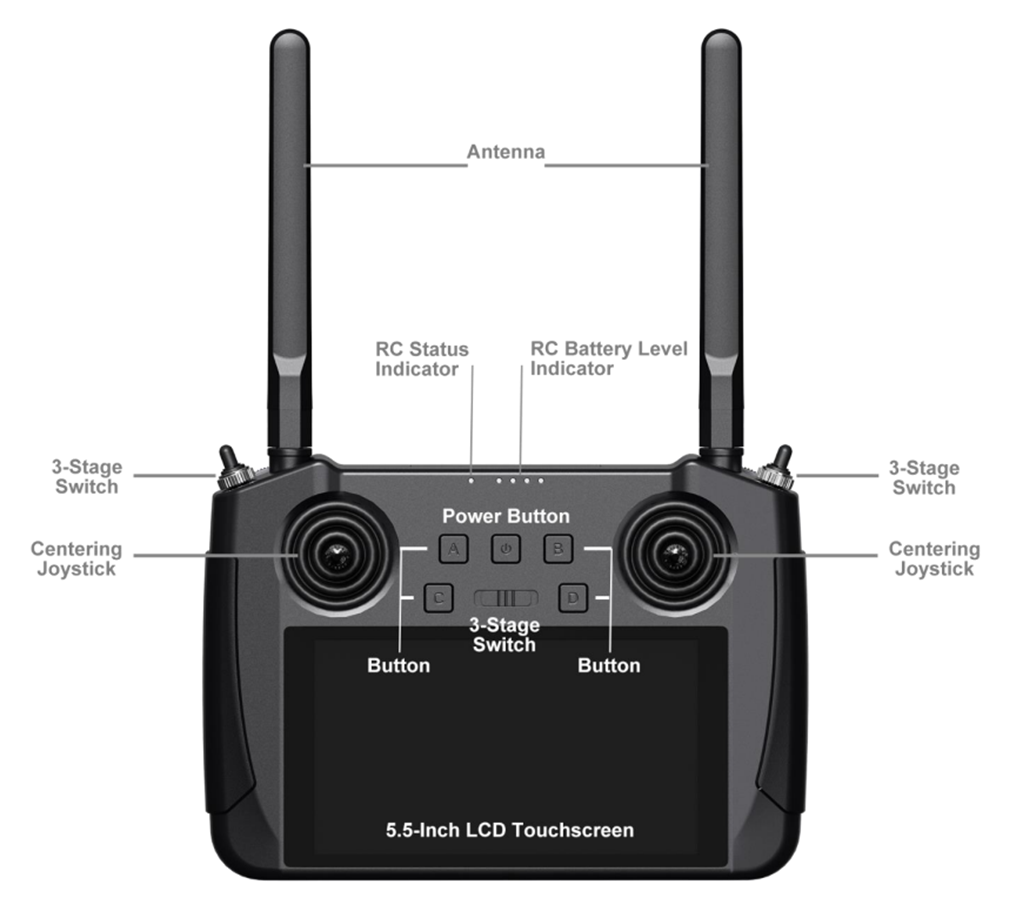 Antenna
RC Status
Indicator
RC Battery Level
Indicator
3-Stage
Switch
3-Stage
Switch
Power Button
A
B
Centering
Joystick
Centering
Joystick
C
D
3-Stage
Switch
Button
Button
5.5-Inch LCD Touchscreen